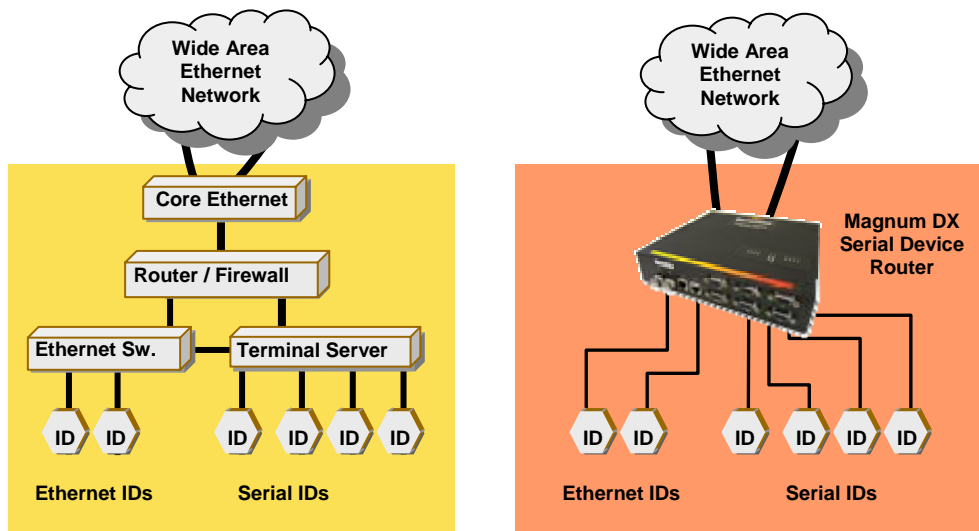 Wide Area
Ethernet
Network
Core Ethernet
Router / Firewall
Ethernet Sw.
Terminal Server
ID
ID
ID
ID
ID
ID
Ethernet IDs
Serial IDs
Wide Area
Ethernet
Network
Magnum DX
Serial Device
Router
ID
ID
ID
ID
ID
ID
Ethernet IDs
Serial IDs